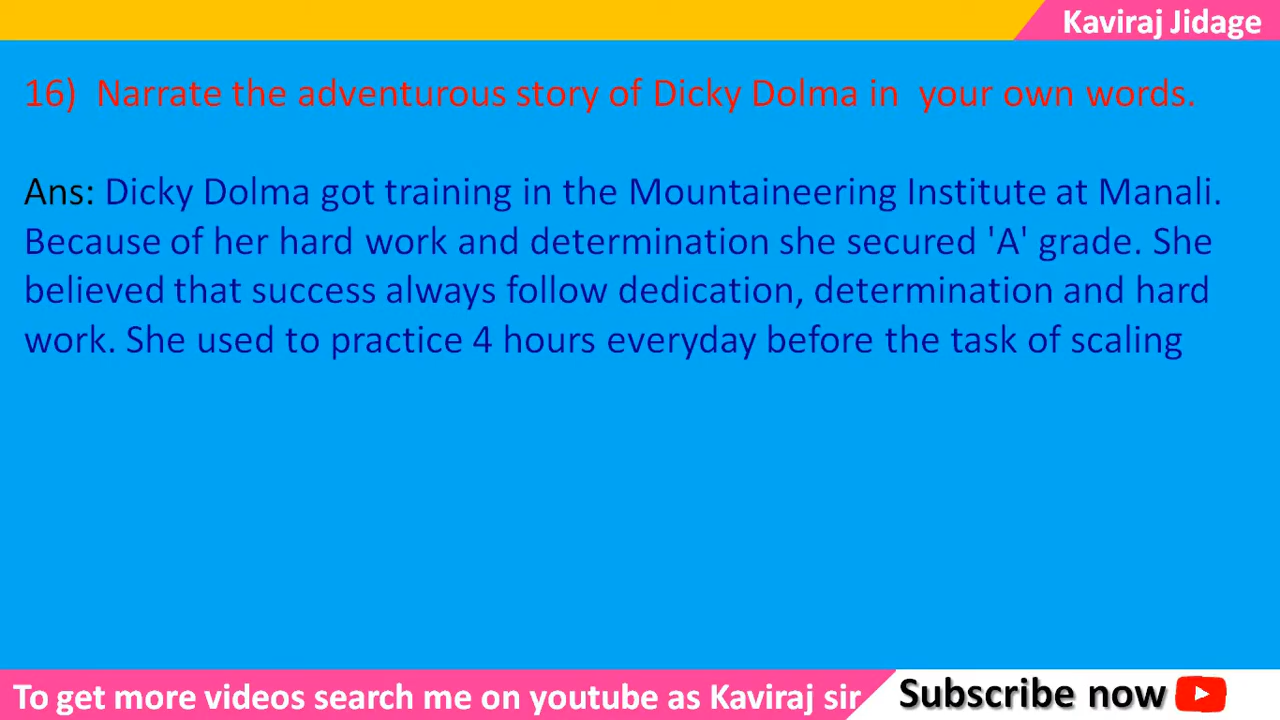 Kaviraj Jidage
16) Narrate the adventurous story of Dicky Dolma in your own words.
Ans: Dicky Dolma got training in the Mountaineering Institute at Manali.
Because of her hard work and determination she secured 'A' grade. She
believed that success always follow dedication, determination and hard
work. She used to practice 4 hours everyday before the task of scaling
To get more videos search me on youtube as Kaviraj sir
Subscribe now